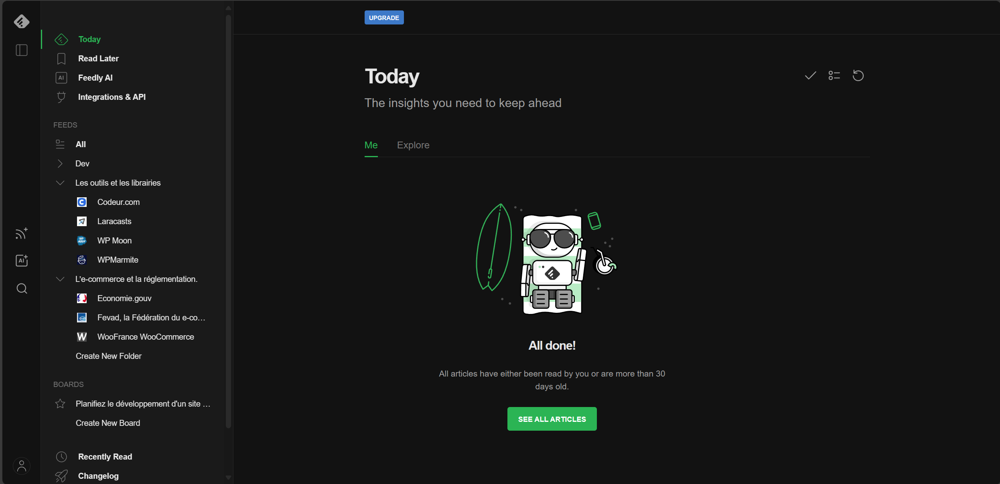 UPGRADE
Today
Read Later
AI
Feedly AI
Integrations & API
FEEDS
All
Dev
Les outils et les librairies
Codeur.com
Laracasts
WP Moon
WPMarmite
L'e-commerce et la réglementation.
Economie.gouv
Fevad, la Fédération du e-co...
W
WooFrance WooCommerce
Create New Folder
BOARDS
Planifiez le développement d'un site ...
Create New Board
Recently Read
Changelog
AI
Today
The insights you need to keep ahead
Me
Explore
All done!
All articles have either been read by you or are more than 30
days old.
SEE ALL ARTICLES